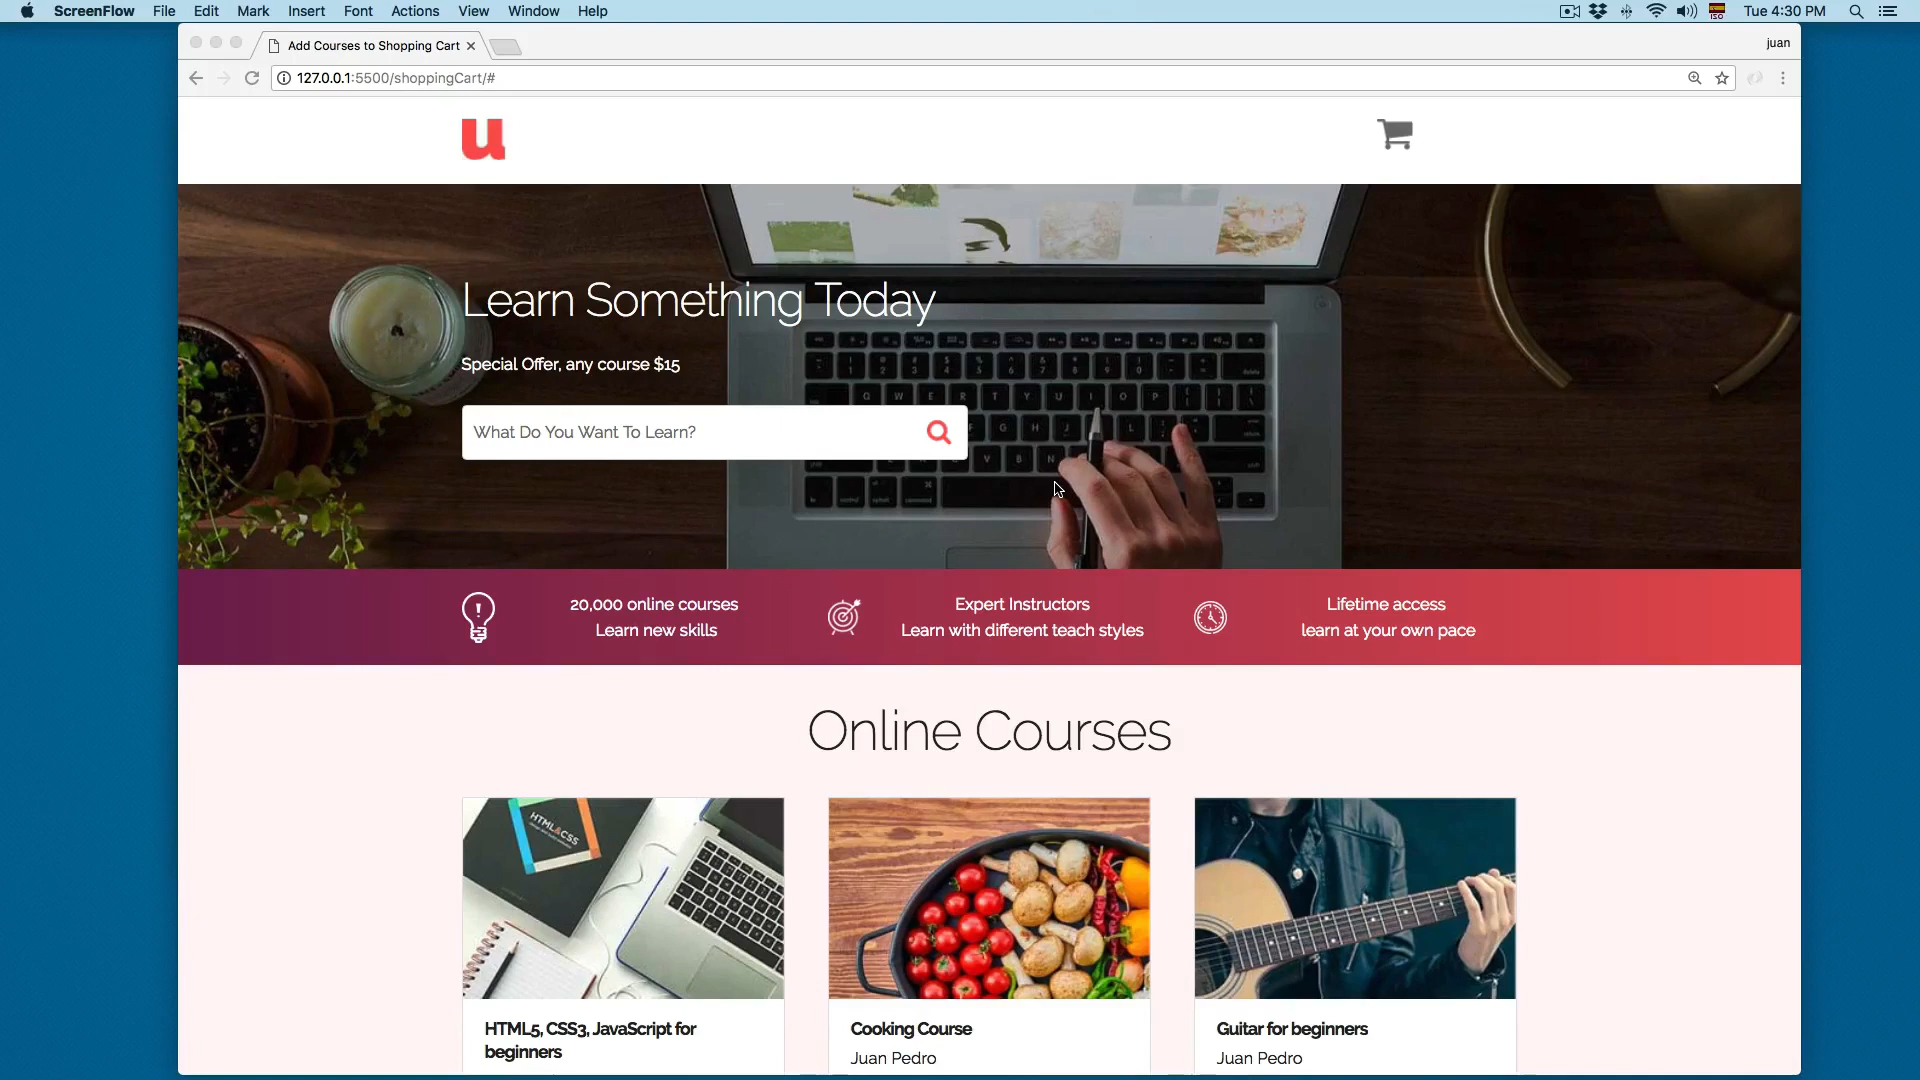 ScreenFlow File Edit Mark Insert Font Actions View Window Help
ISO
Tue 4:30 PM
Add Courses to Shopping Cart
juan
127.0.0.1:5500/shoppingCart/#
u
Learn Something Today
Special Offer, any course $15
What Do You Want To Learn?
20,000 online courses
Learn new skills
Expert Instructors
Learn with different teach styles
Lifetime access
learn at your own pace
Online Courses
HTML&CSS
HTML5, CSS3, JavaScript for
beginners
Cooking Course
Juan Pedro
Guitar for beginners
Juan Pedro